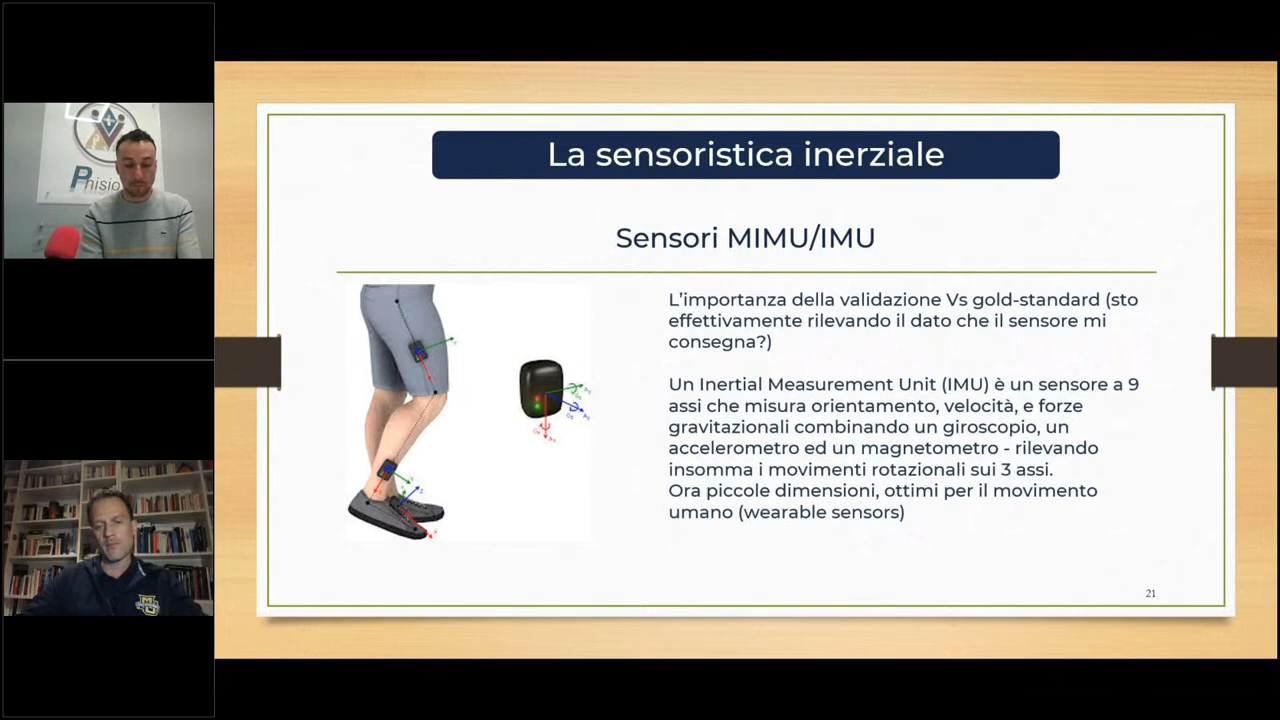 Phisio
La sensoristica inerziale
Sensori MIMU/IMU
L’importanza della validazione Vs gold-standard (sto
effettivamente rilevando il dato che il sensore mi
consegna?)
Un Inertial Measurement Unit (IMU) è un sensore a 9
assi che misura orientamento, velocità, e forze
gravitazionali combinando un giroscopio, un
accelerometro ed un magnetometro - rilevando
insomma i movimenti rotazionali sui 3 assi.
Ora piccole dimensioni, ottimi per il movimento
umano (wearable sensors)
21